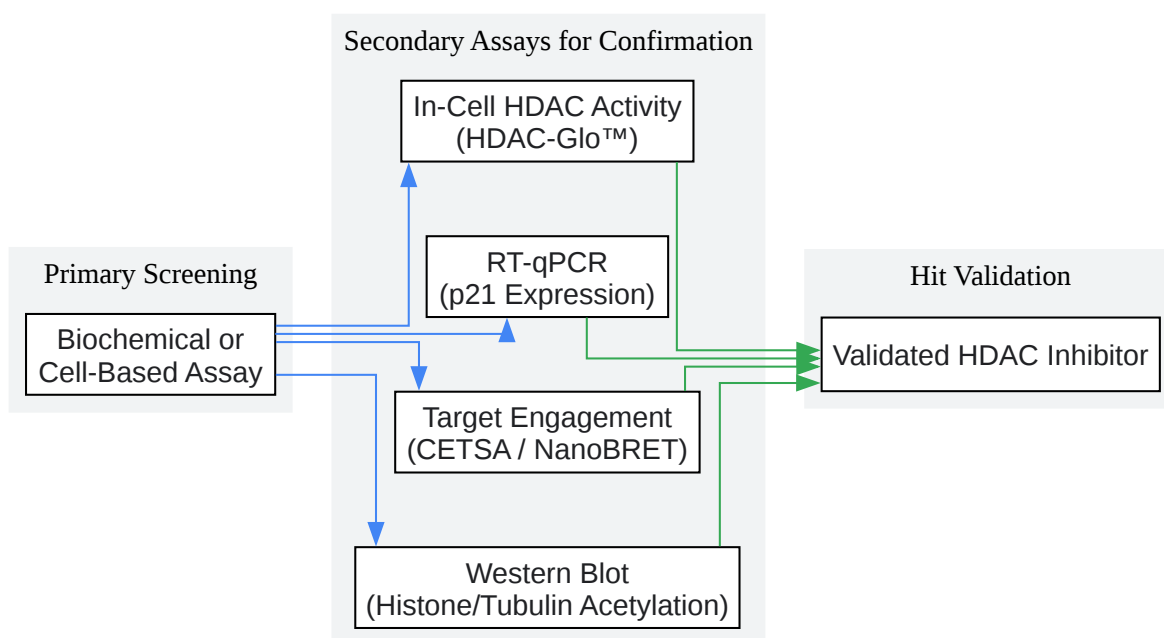 Primary Screening
Biochemical or
Cell-Based Assay
Secondary Assays for Confirmation
In-Cell HDAC Activity
(HDAC-Glo™)
RT-qPCR
(p21 Expression)
Target Engagement
(CETSA / NanoBRET)
Western Blot
(Histone/Tubulin Acetylation)
Hit Validation
Validated HDAC Inhibitor